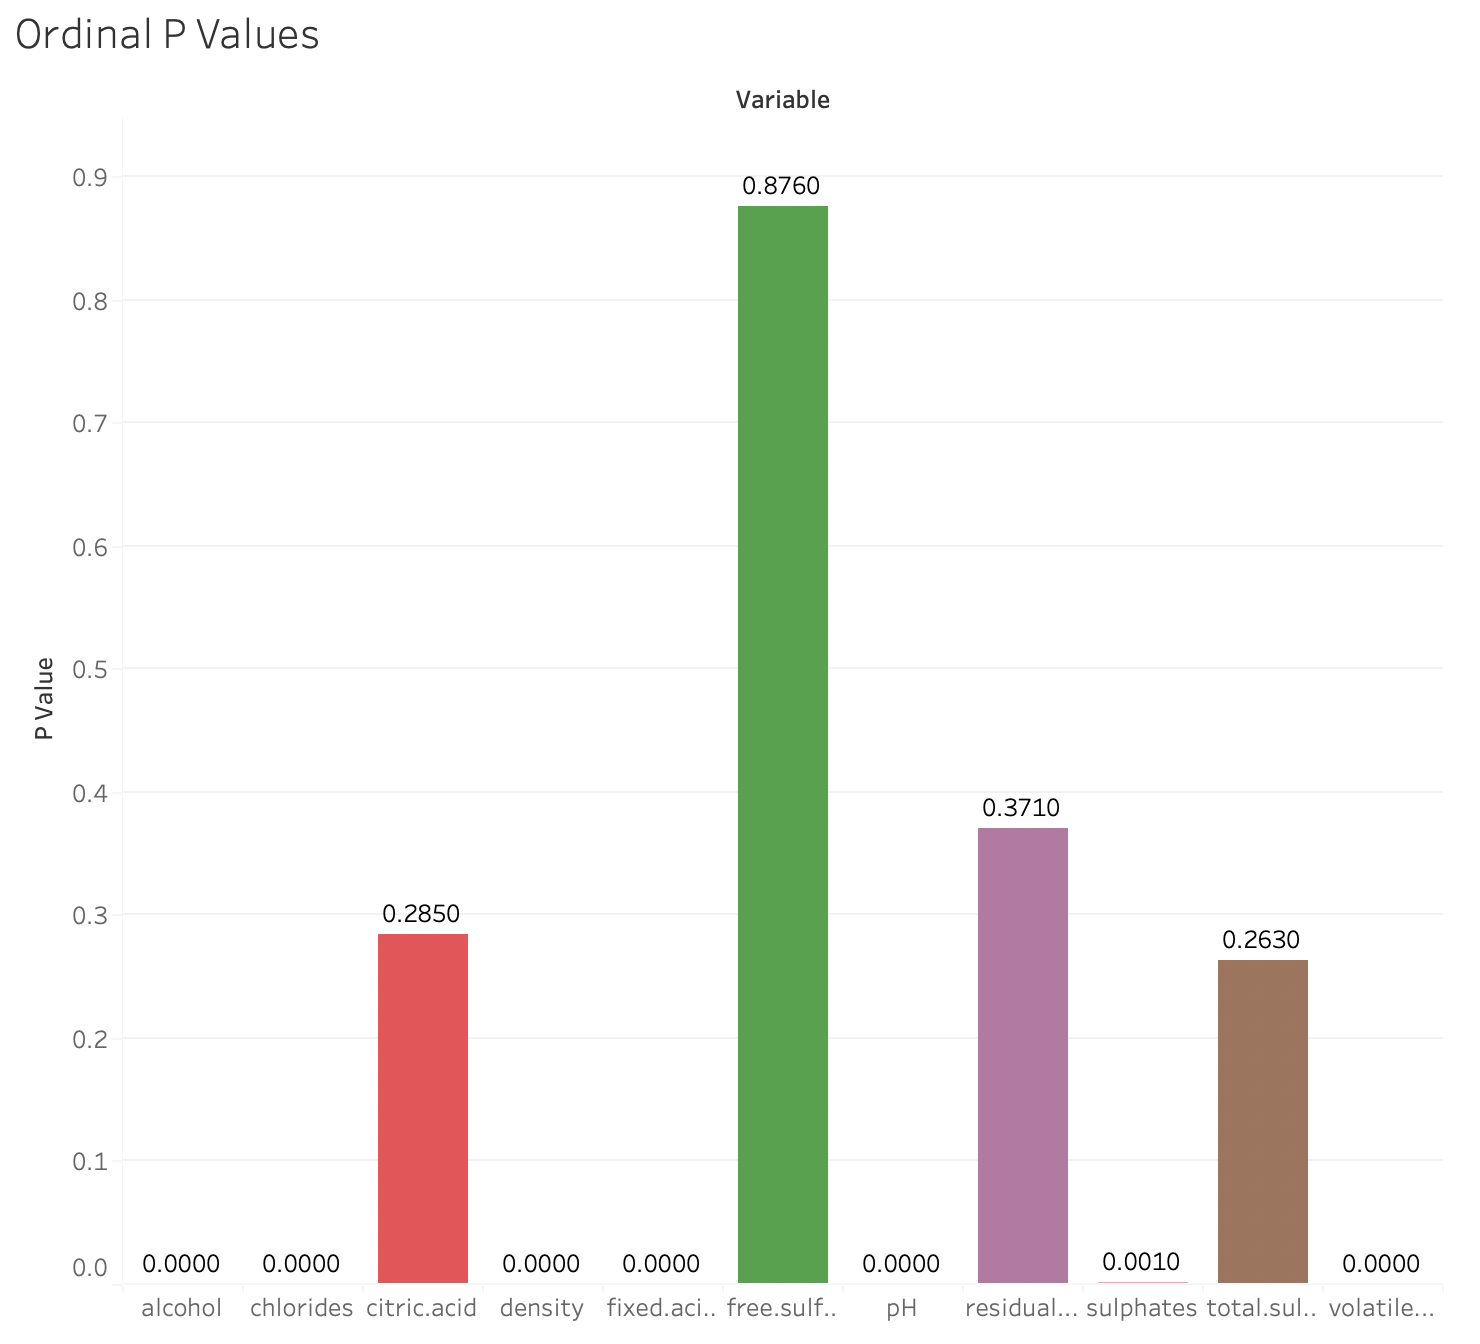 Ordinal P Values
Variable
P Value
0.9
0.8
0.7
0.6
0.5
0.4
0.3
0.2
0.1
0.0
0.0000
0.0000
0.2850
0.0000
0.0000
0.8760
0.0000
0.3710
0.0010
0.2630
0.0000
alcohol
chlorides
citric.acid
density
fixed.aci..
free.sulf..
pH
residual...
sulphates
total.sul..
volatile...